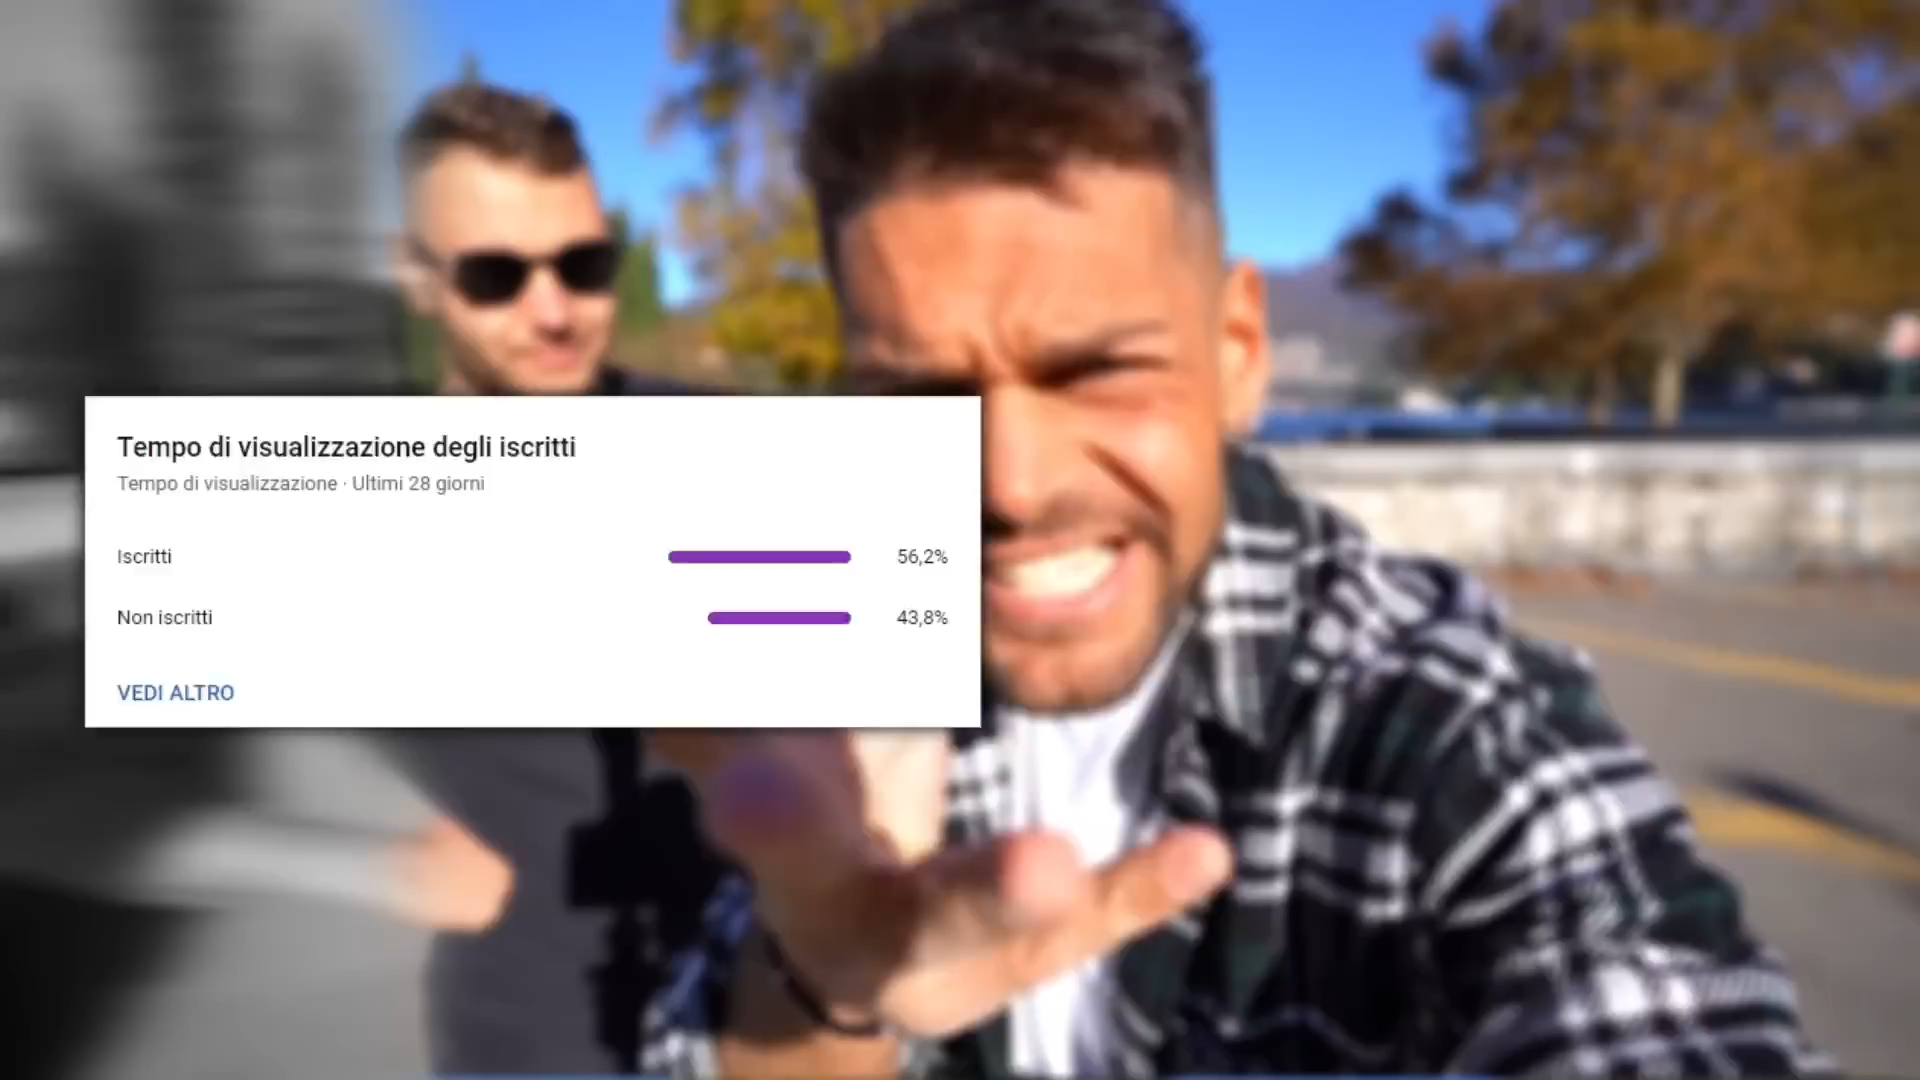 Tempo di visualizzazione degli iscritti
Tempo di visualizzazione · Ultimi 28 giorni
Iscritti 56,2%
Non iscritti 43,8%
VEDI ALTRO